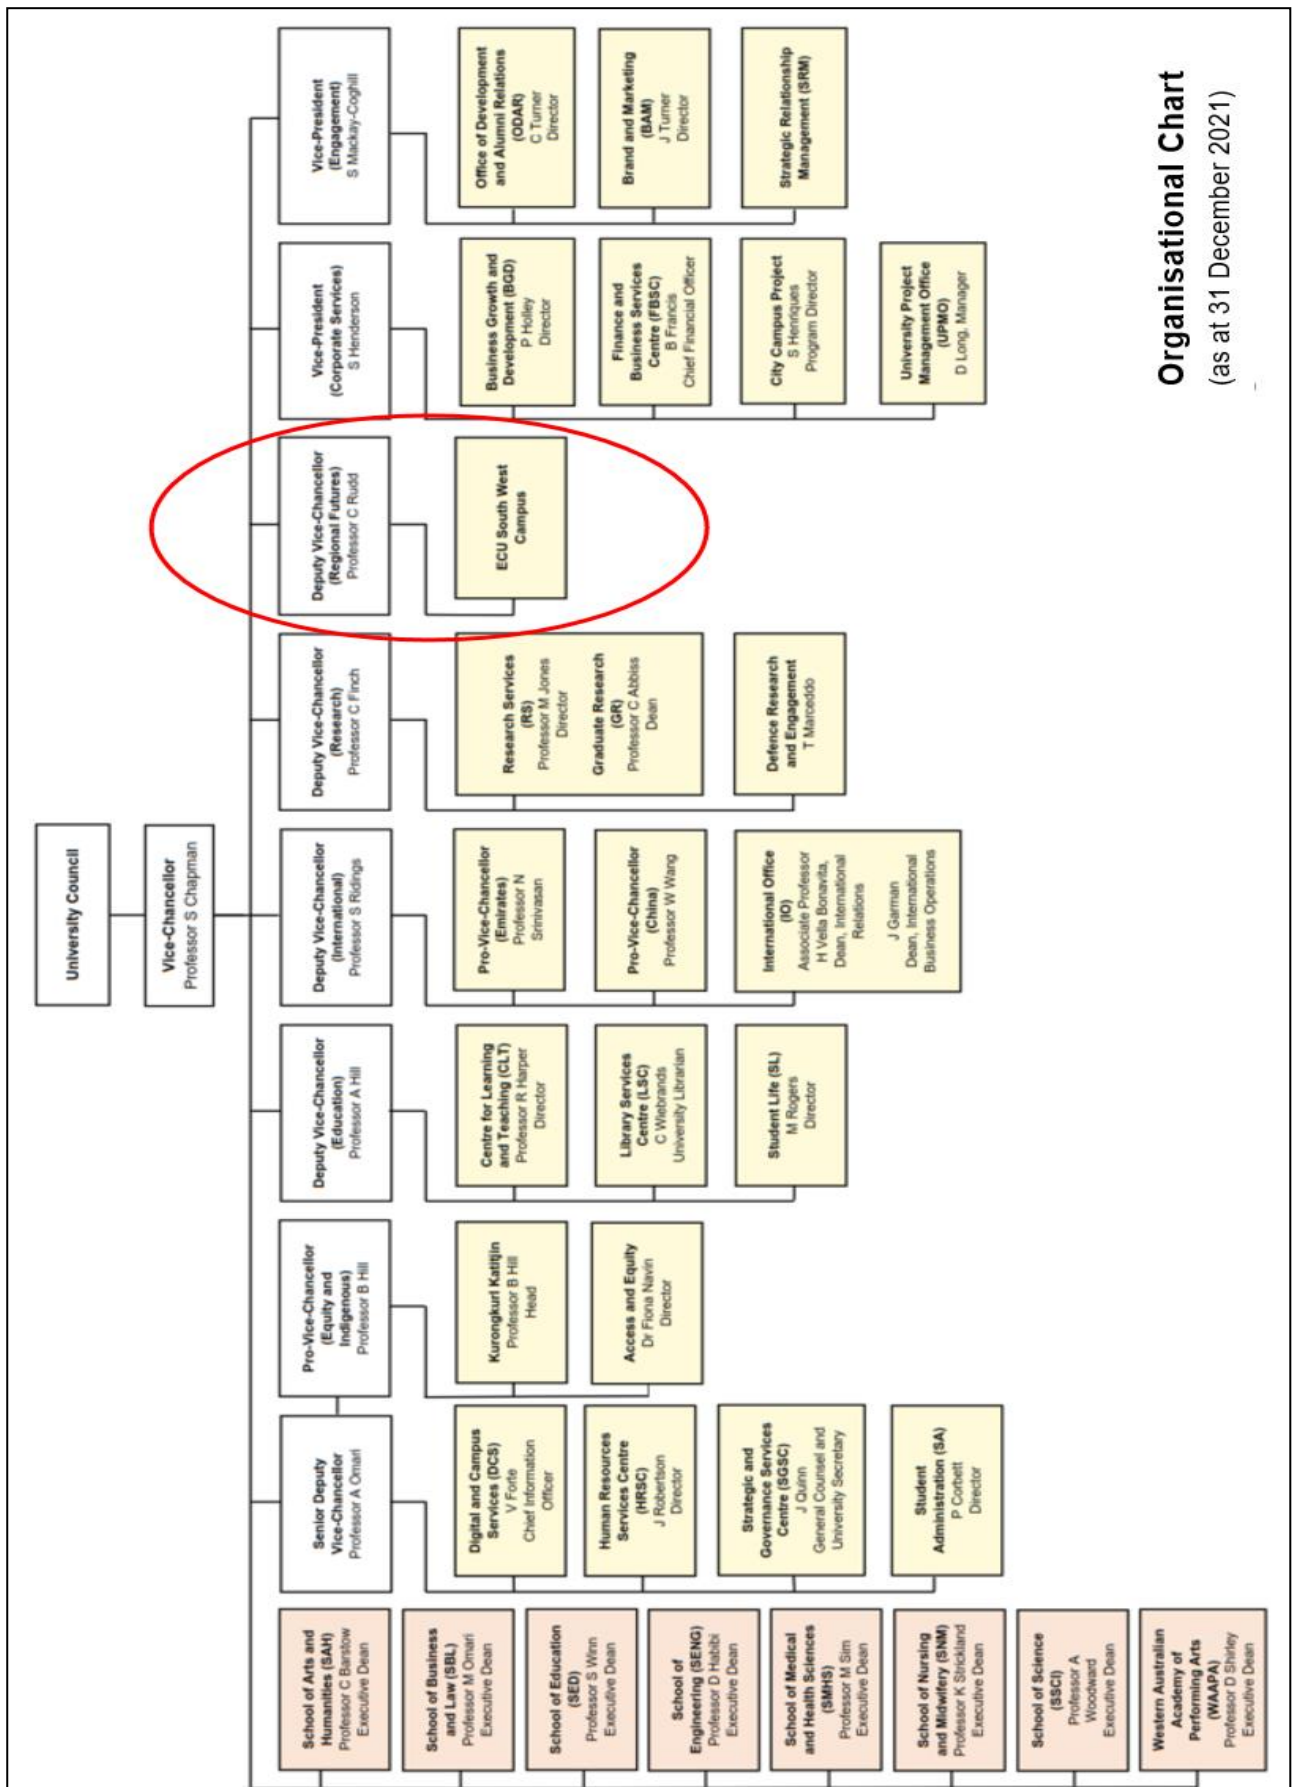 University Council
Vice-Chancellor
Professor S Chapman
School of Arts and
Humanities (SAH)
Professor C Barstow
Executive Dean
School of Business
and Law (SBL)
Professor M Omari
Executive Dean
School of Education
(SED)
Professor S Winn
Executive Dean
School of
Engineering (SENG)
Professor D Habibi
Executive Dean
School of Medical
and Health Sciences
(SMHS)
Professor M Sim
Executive Dean
School of Nursing
and Midwifery (SNM)
Professor K Strickland
Executive Dean
School of Science
(SSCI)
Professor A
Woodward
Executive Dean
Western Australian
Academy of
Performing Arts
(WAAPA)
Professor D Shirley
Executive Dean
Senior Deputy
Vice-Chancellor
Professor A Omari
Digital and Campus
Services (DCS)
V Forte
Chief Information
Officer
Human Resources
Services Centre
(HRSC)
J Robertson
Director
Strategic and
Governance Services
Centre (SGSC)
J Quinn
General Counsel and
University Secretary
Student
Administration (SA)
P Corbett
Director
Pro-Vice-Chancellor
(Equity and
Indigenous)
Professor B Hill
Kurongkurl Katitjin
Professor B Hill
Head
Access and Equity
Dr Fiona Navin
Director
Deputy Vice-Chancellor
(Education)
Professor A Hill
Centre for Learning
and Teaching (CLT)
Professor R Harper
Director
Library Services
Centre (LSC)
C Wiebrands
University Librarian
Student Life (SL)
M Rogers
Director
Deputy Vice-Chancellor
(International)
Professor S Ridings
Pro-Vice-Chancellor
(Emirates)
Professor N
Srinivasan
Pro-Vice-Chancellor
(China)
Professor W Wang
International Office
(IO)
Associate Professor
H Vella Bonavita,
Dean, International
Relations
J Garman
Dean, International
Business Operations
Deputy Vice-Chancellor
(Research)
Professor C Finch
Research Services
(RS)
Professor M Jones
Director
Graduate Research
(GR)
Professor C Abbiss
Dean
Defence Research
and Engagement
T Marceddo
Deputy Vice-Chancellor
(Regional Futures)
Professor C Rudd
ECU South West
Campus
Vice-President
(Corporate Services)
S Henderson
Business Growth and
Development (BGD)
P Holley
Director
Finance and
Business Services
Centre (FBSC)
B Francis
Chief Financial Officer
City Campus Project
S Henriques
Program Director
University Project
Management Office
(UPMO)
D Long, Manager
Vice-President
(Engagement)
S Mackay-Coghill
Office of Development
and Alumni Relations
(ODAR)
C Turner
Director
Brand and Marketing
(BAM)
J Turner
Director
Strategic Relationship
Management (SRM)
Organisational Chart
(as at 31 December 2021)